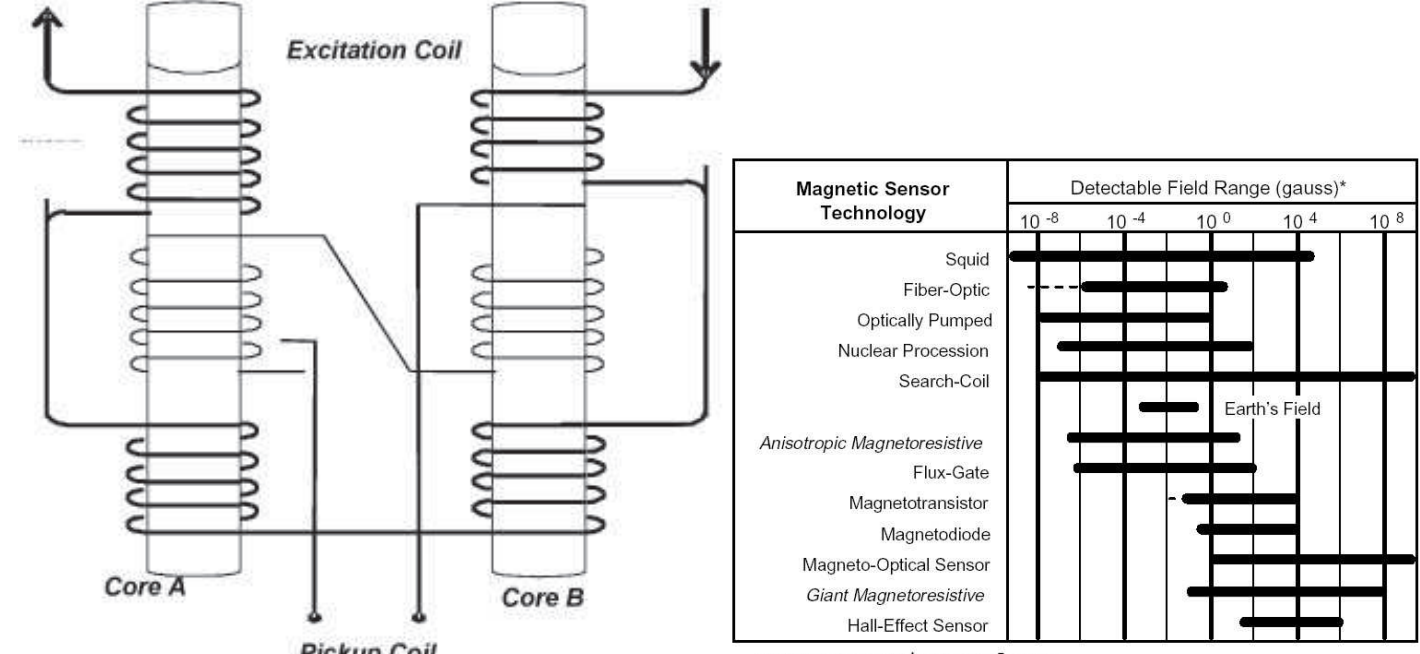 Excitation Coil
Core A
Core B
Pickup Coil
Magnetic Sensor
Technology
Detectable Field Range (gauss)*
10 -8 10 -4 10 0 10 4 10 8
Squid
Fiber-Optic
Optically Pumped
Nuclear Procession
Search-Coil
Earth's Field
Anisotropic Magnetoresistive
Flux-Gate
Magnetotransistor
Magnetodiode
Magneto-Optical Sensor
Giant Magnetoresistive
Hall-Effect Sensor